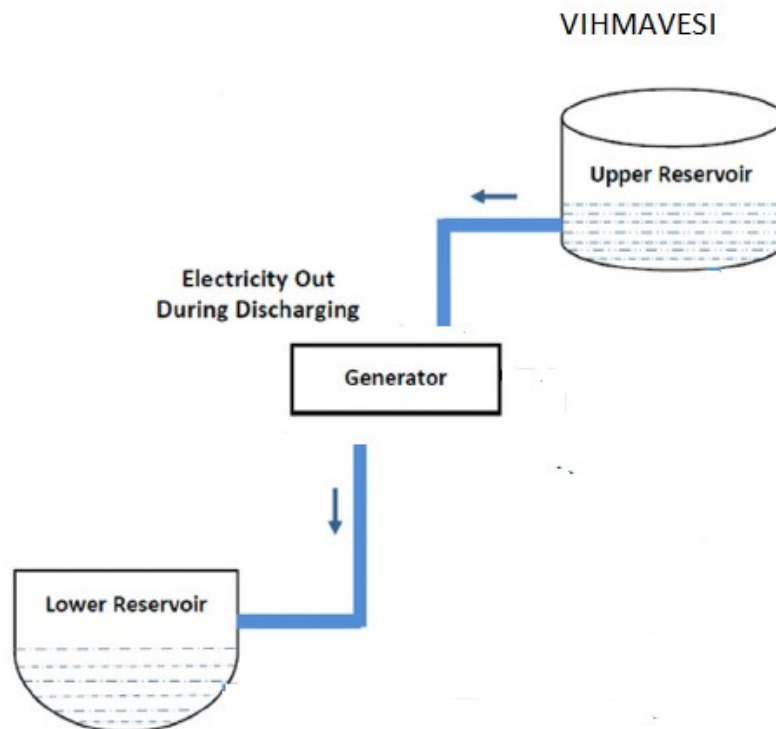 VIHMAVESI
Upper Reservoir
Electricity Out
During Discharging
Generator
Lower Reservoir